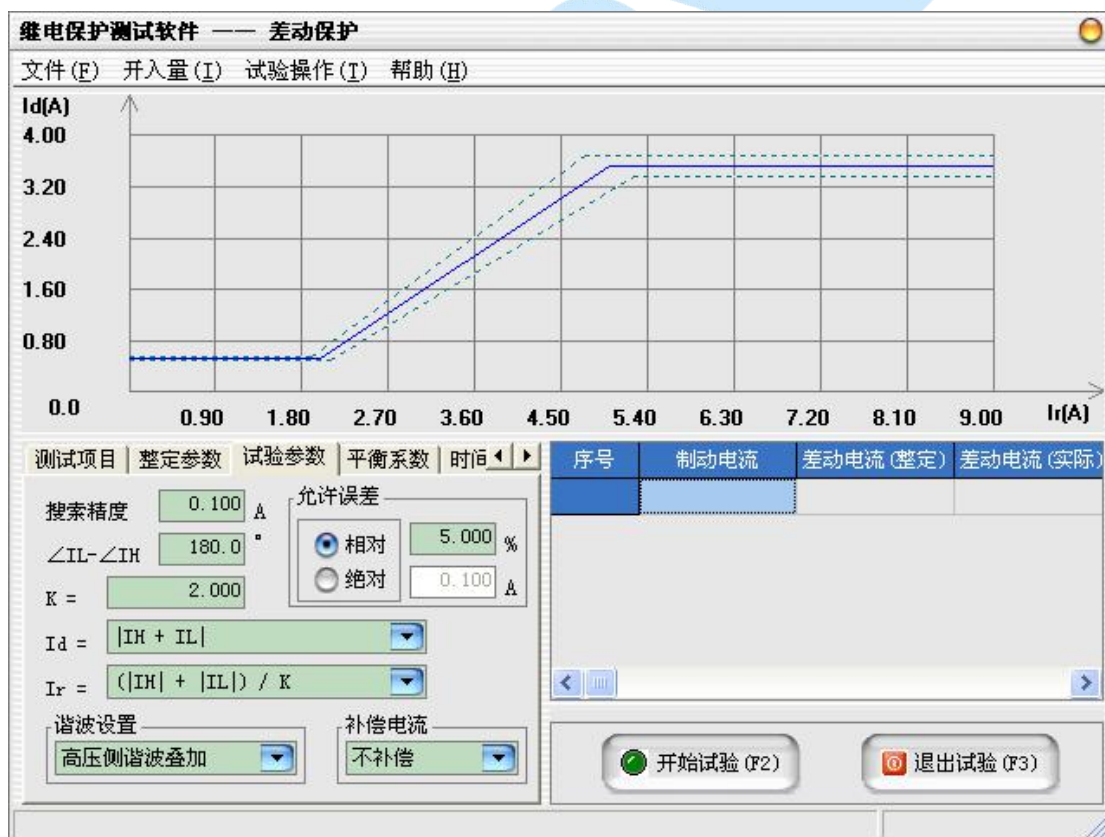 继电保护测试软件 —— 差动保护
文件(F) 开入量(I) 试验操作(T) 帮助(H)
Id(A)
4.00
3.20
2.40
1.60
0.80
0.0 0.90 1.80 2.70 3.60 4.50 5.40 6.30 7.20 8.10 9.00 Ir(A)
测试项目 整定参数 试验参数 平衡系数 时间
搜索精度 0.100 A
∠IL-∠IH 180.0 °
K = 2.000
允许误差
相对 5.000 %
绝对 0.100 A
Id = |IH + IL|
Ir = (|IH| + |IL|) / K
谐波设置
高压侧谐波叠加
补偿电流
不补偿
序号 制动电流 差动电流(整定) 差动电流(实际)
开始试验(F2) 退出试验(F3)